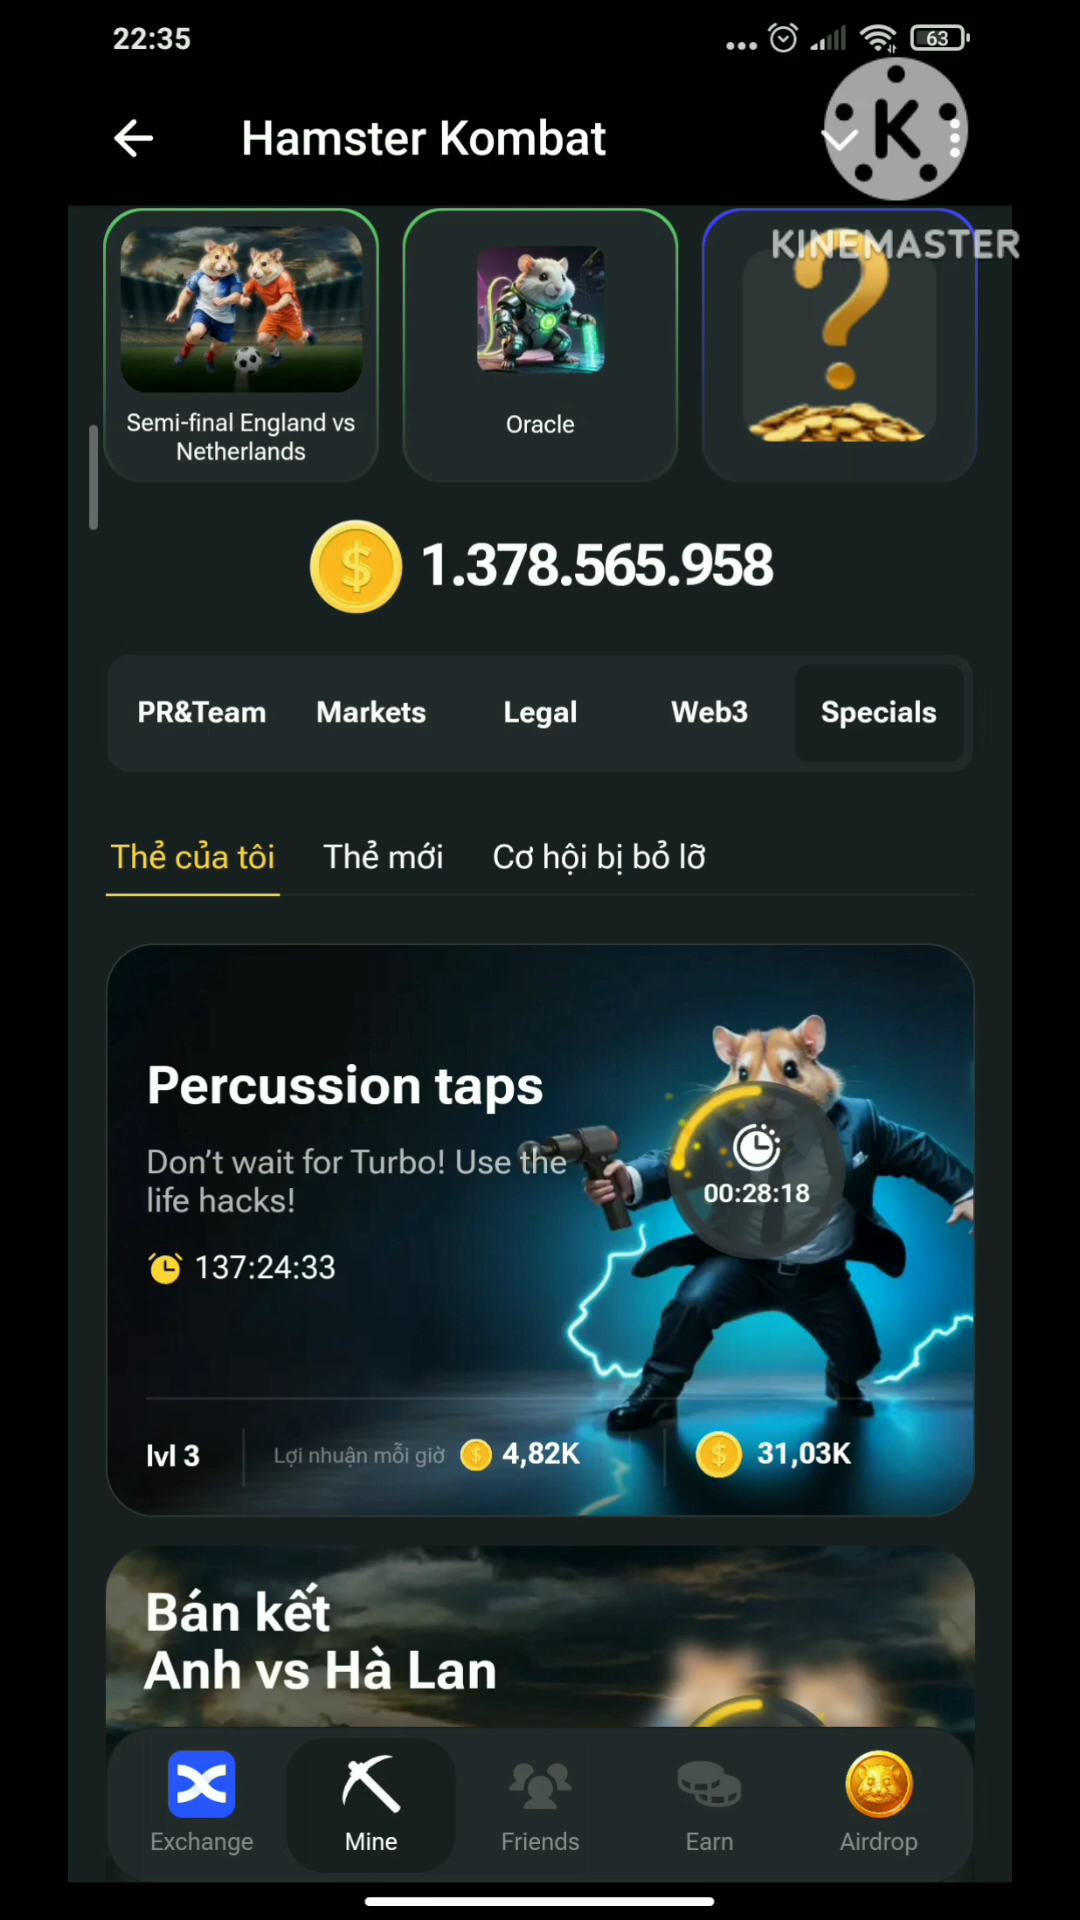 22:35
63
Hamster Kombat
K
KINEMASTER
Semi-final England vs
Netherlands
Oracle
1.378.565.958
PR&Team Markets Legal Web3 Specials
Thẻ của tôi Thẻ mới Cơ hội bị bỏ lỡ
Percussion taps
Don’t wait for Turbo! Use the
life hacks!
00:28:18
137:24:33
lvl 3 Lợi nhuận mỗi giờ 4,82K 31,03K
Bán kết
Anh vs Hà Lan
Exchange Mine Friends Earn Airdrop